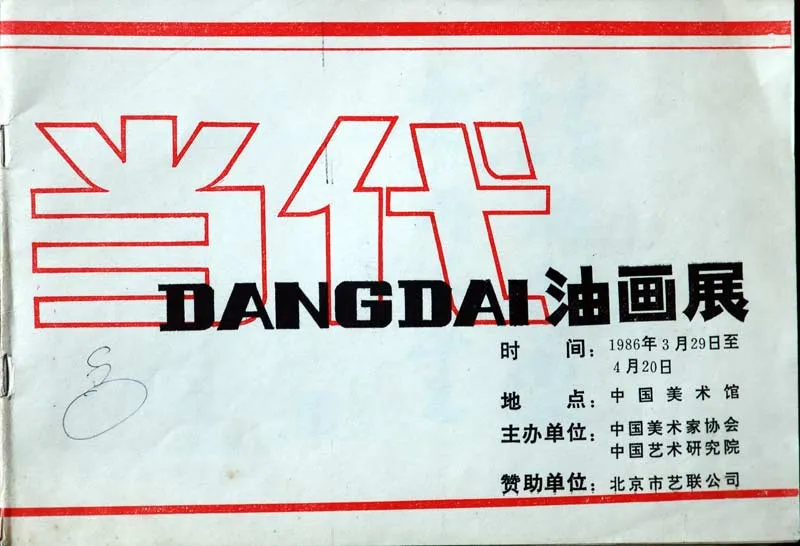 当代
DANGDAI油画展
时 间：1986年3月29日至
4月20日
地 点：中国美术馆
主办单位：中国美术家协会
中国艺术研究院
赞助单位：北京市艺联公司